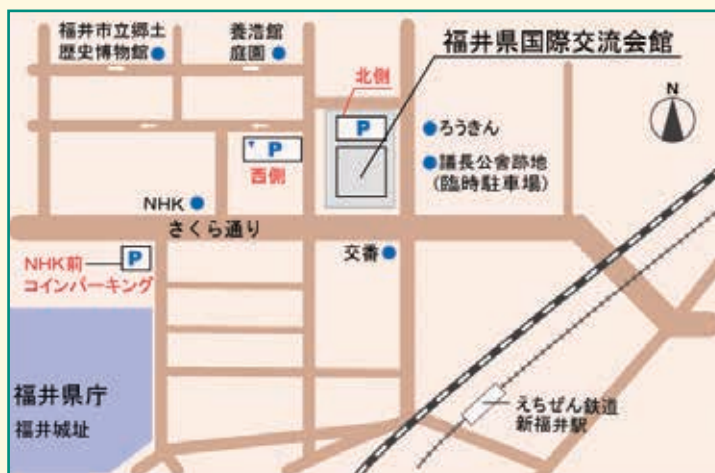 福井市立郷土
歴史博物館
養浩館
庭園
福井県国際交流会館
北側
P
N
ろうきん
P
西側
議長公舎跡地
(臨時駐車場)
NHK
さくら通り
交番
NHK前
コインパーキング
P
福井県庁
福井城址
えちぜん鉄道
新福井駅